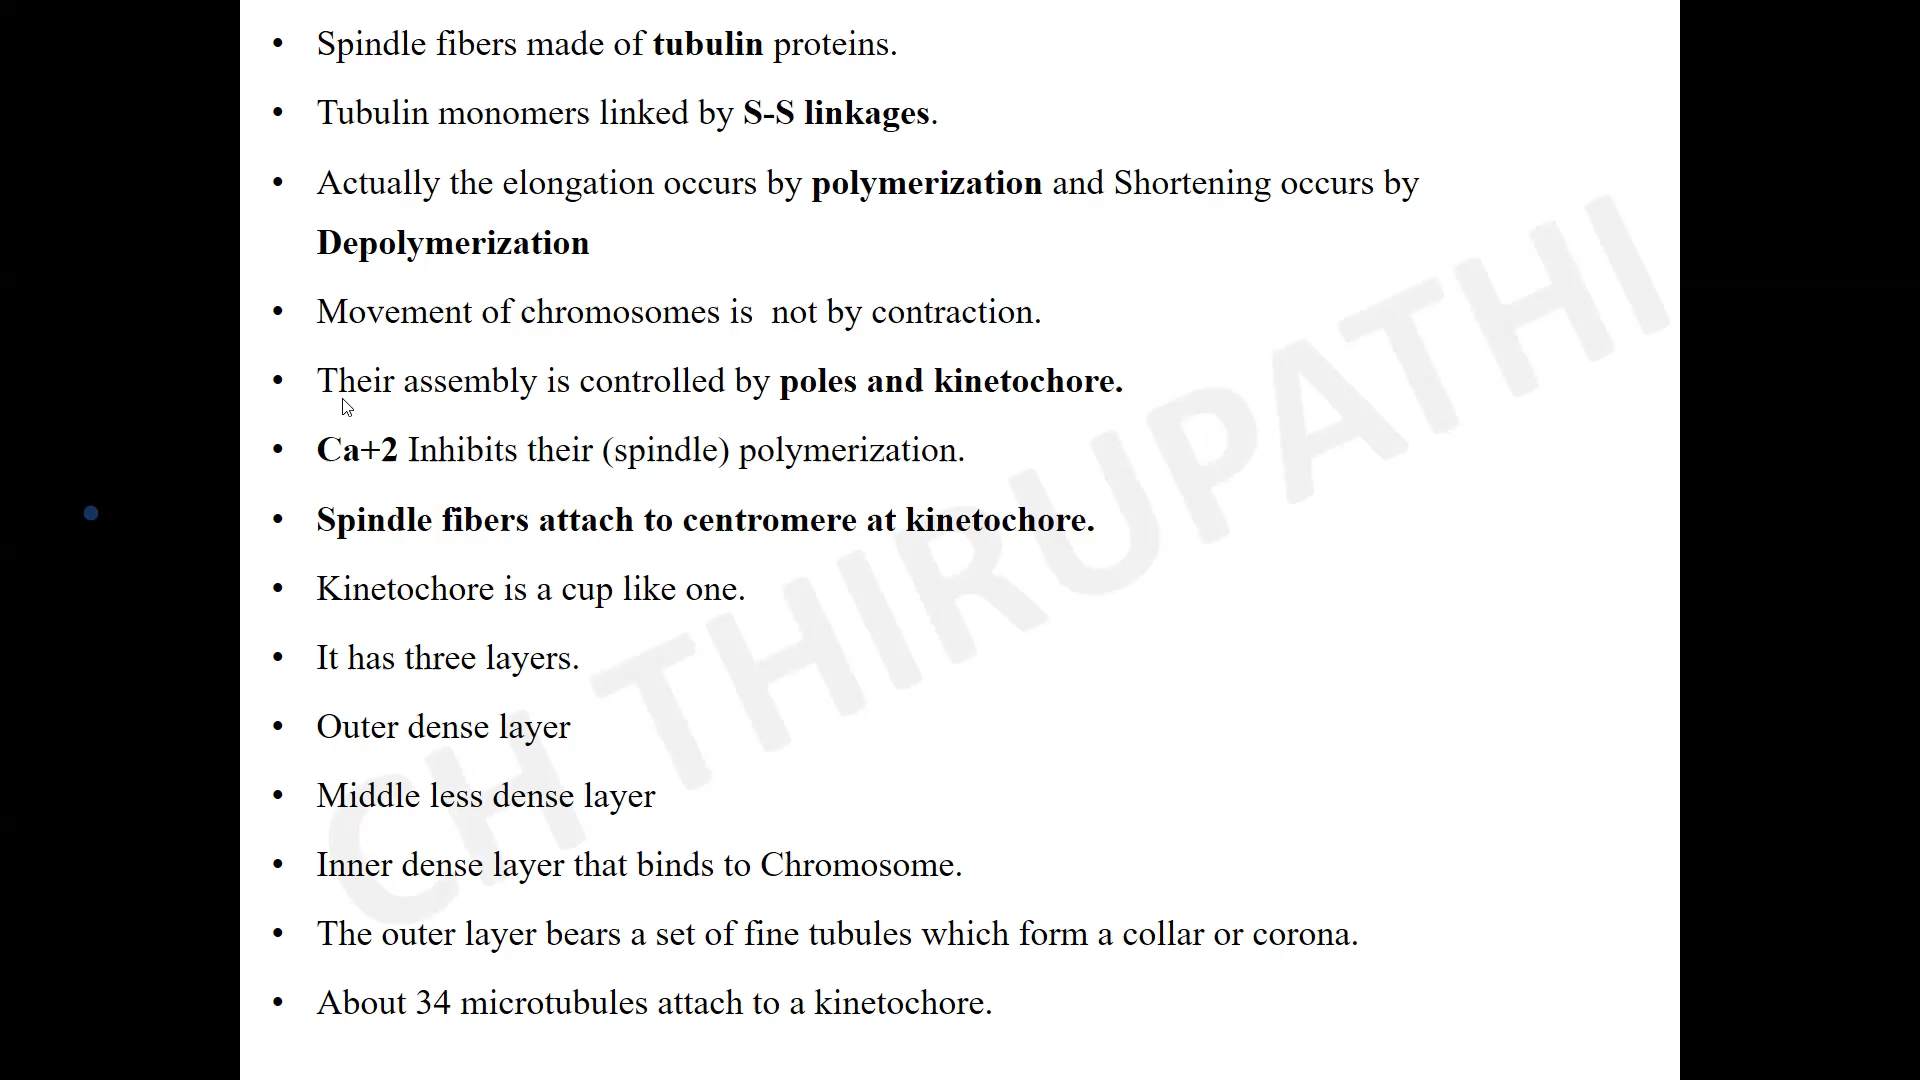 • Spindle fibers made of tubulin proteins.
• Tubulin monomers linked by S-S linkages.
• Actually the elongation occurs by polymerization and Shortening occurs by
Depolymerization
• Movement of chromosomes is  not by contraction.
• Their assembly is controlled by poles and kinetochore.
• Ca+2 Inhibits their (spindle) polymerization.
• Spindle fibers attach to centromere at kinetochore.
• Kinetochore is a cup like one.
• It has three layers.
• Outer dense layer
• Middle less dense layer
• Inner dense layer that binds to Chromosome.
• The outer layer bears a set of fine tubules which form a collar or corona.
• About 34 microtubules attach to a kinetochore.
CH THIRUPATHI